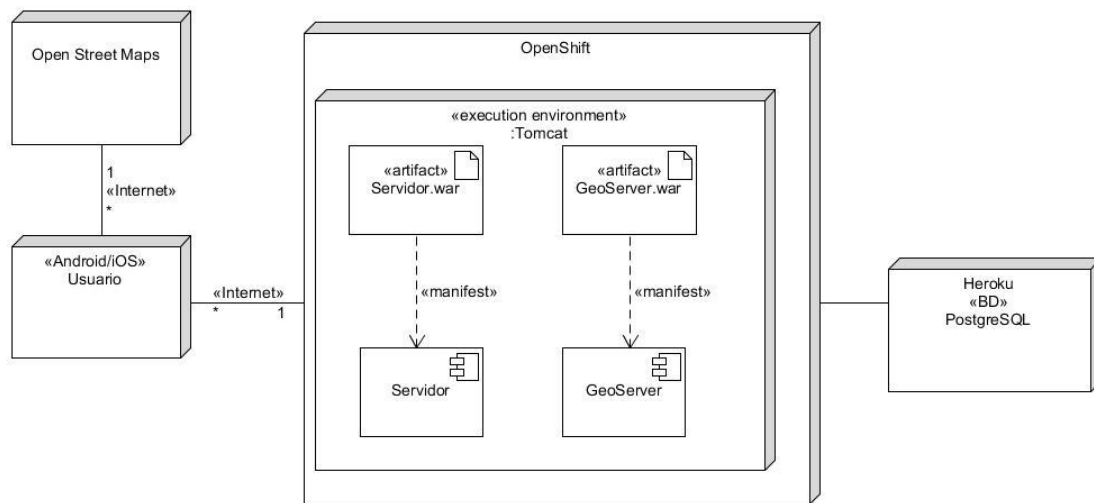 Open Street Maps
1
«Internet»
*
«Android/iOS»
Usuario
«Internet»
* 1
OpenShift
«execution environment»
:Tomcat
«artifact»
Servidor.war
«manifest»
Servidor
«artifact»
GeoServer.war
«manifest»
GeoServer
Heroku
«BD»
PostgreSQL